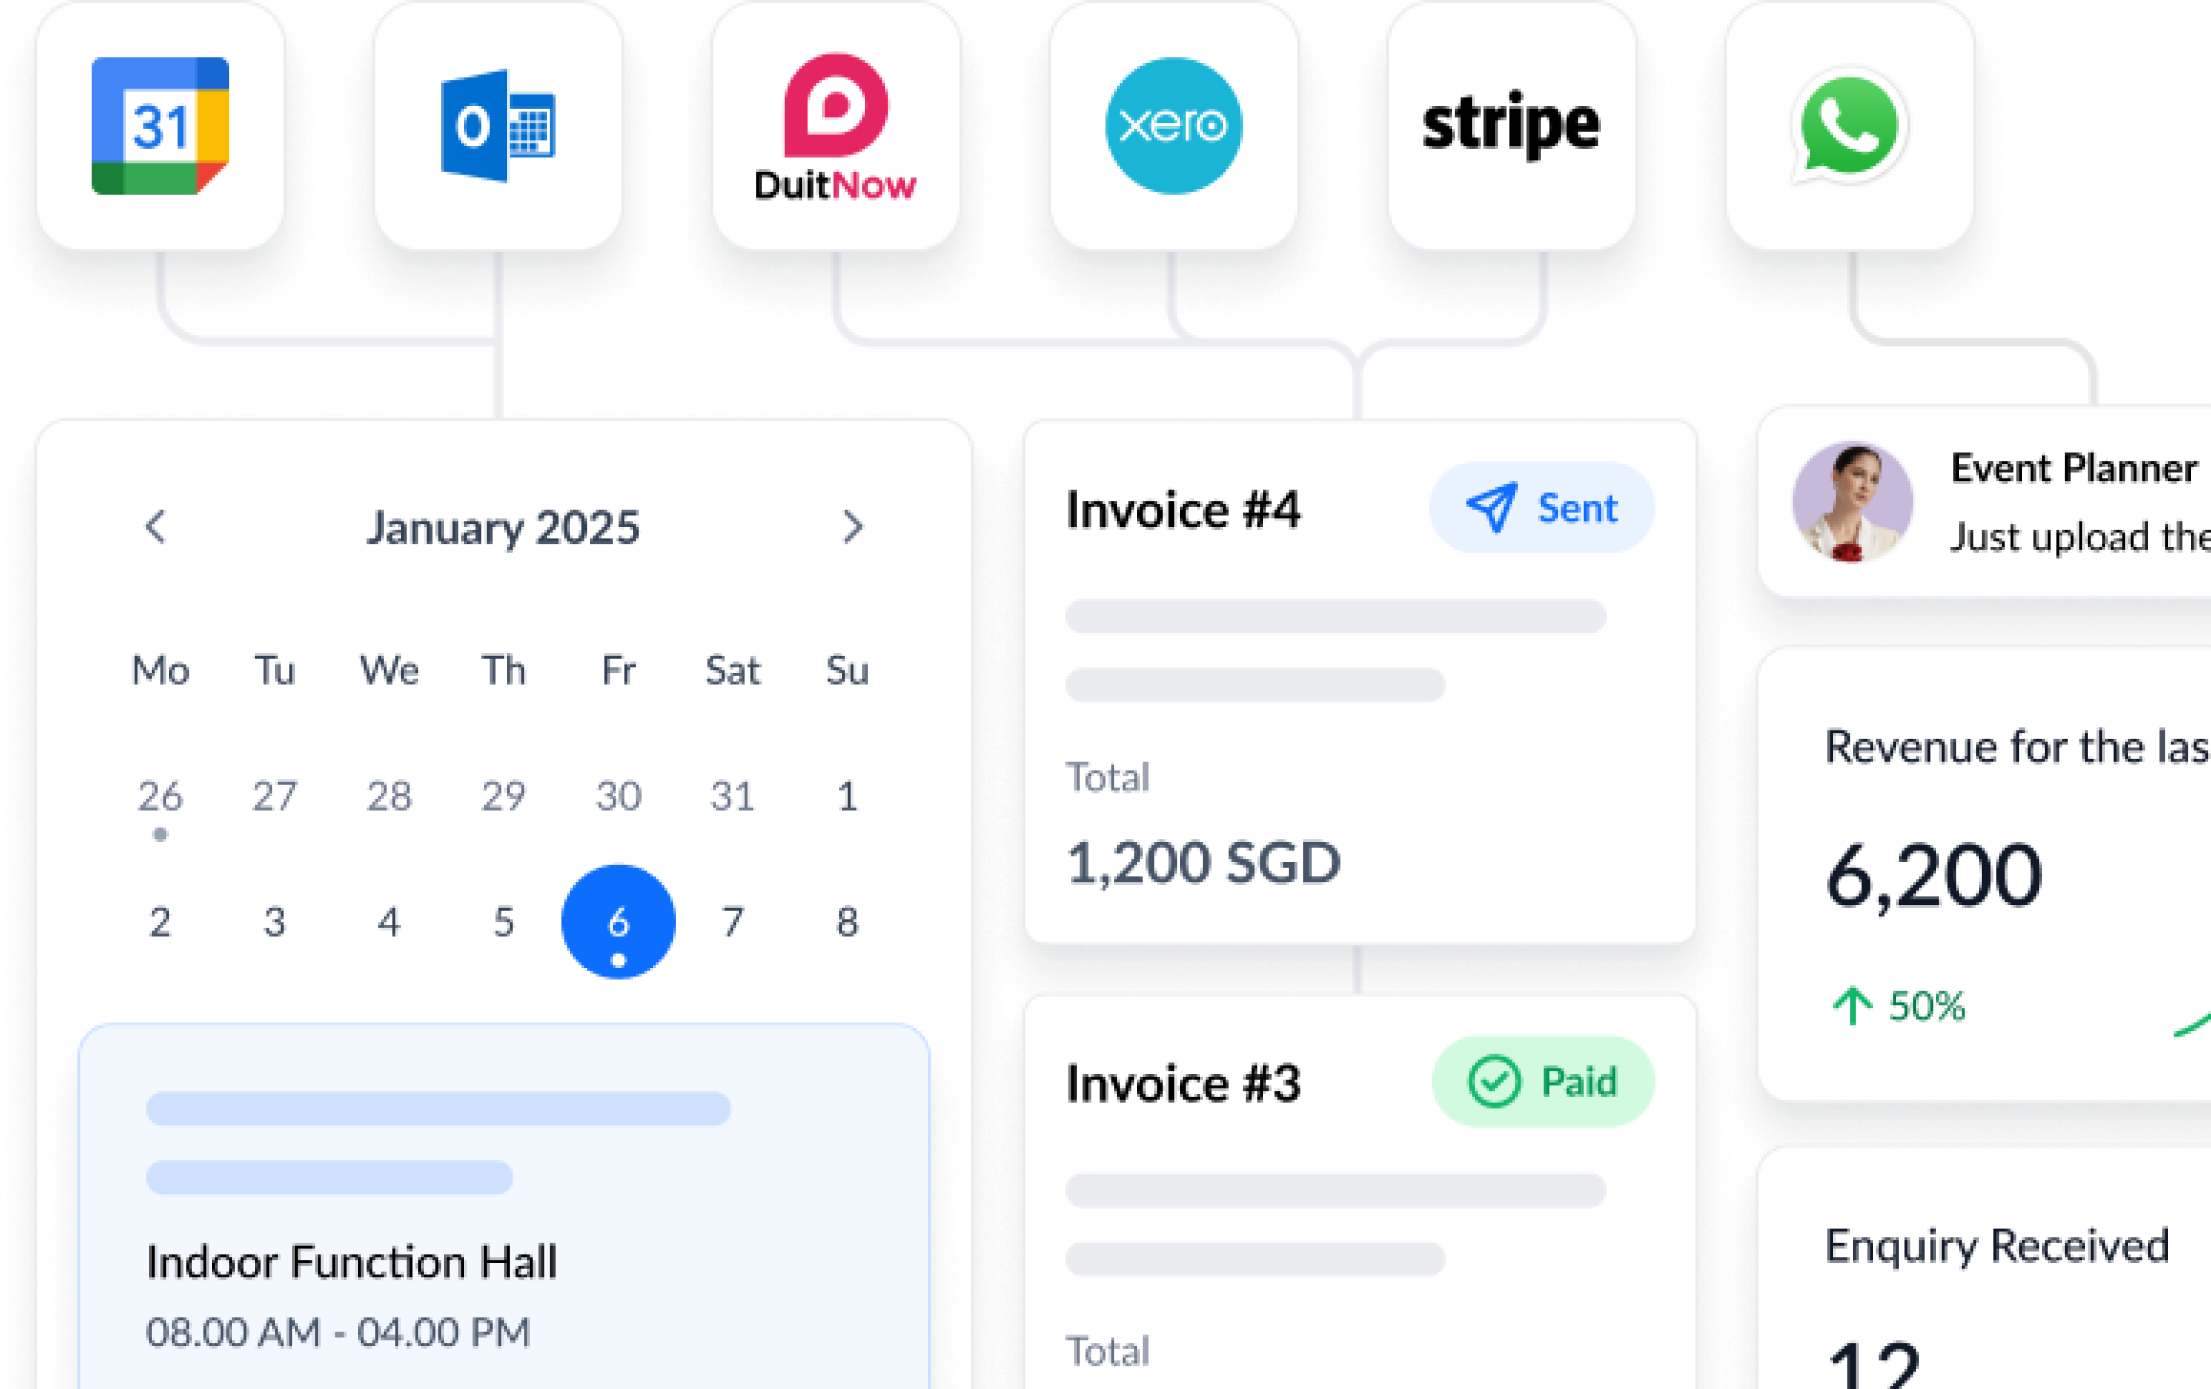 31
O
DuitNow
xero
stripe
January 2025
Mo Tu We Th Fr Sat Su
26 27 28 29 30 31 1
2 3 4 5 6 7 8
Indoor Function Hall
08.00 AM - 04.00 PM
Invoice #4
Sent
Total
1,200 SGD
Invoice #3
Paid
Total
Event Planner
Just upload the
Revenue for the las
6,200
50%
Enquiry Received
12